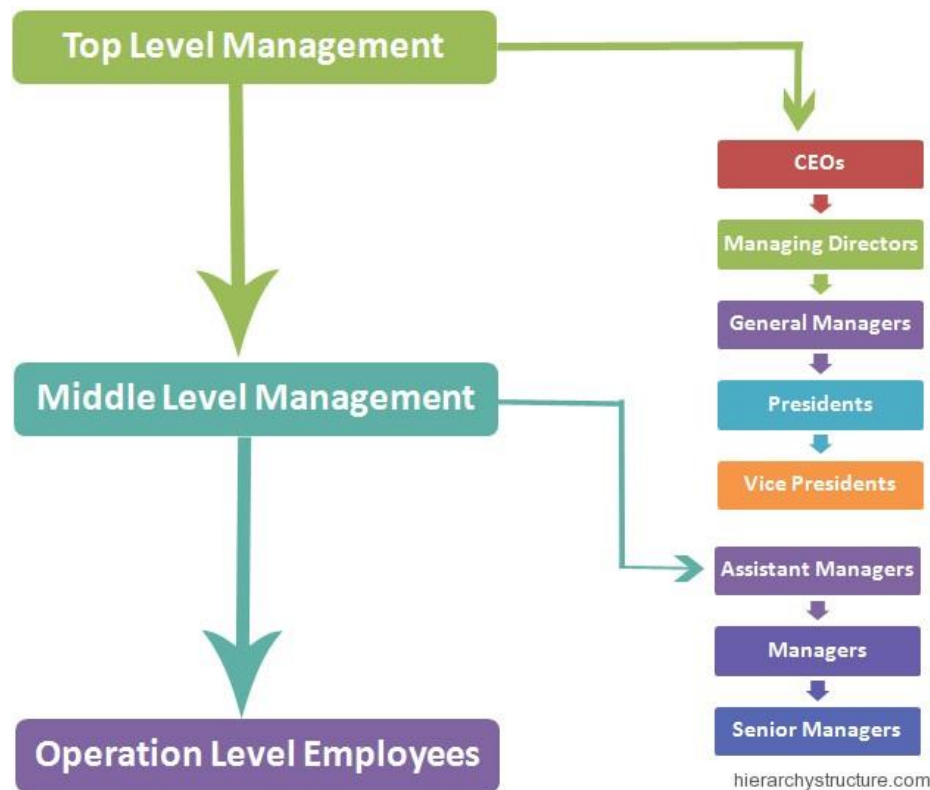 Top Level Management
CEOs
Managing Directors
General Managers
Middle Level Management
Presidents
Vice Presidents
Assistant Managers
Managers
Senior Managers
Operation Level Employees
hierarchystructure.com